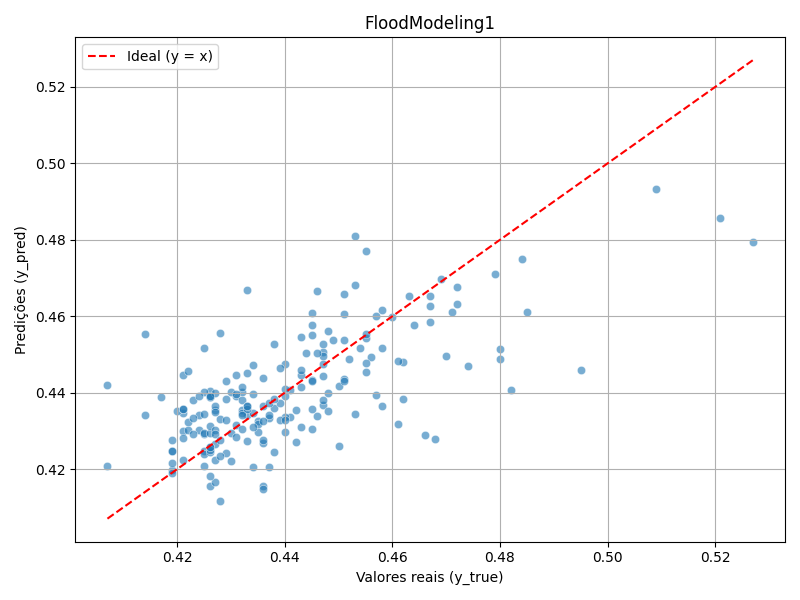 FloodModeling1
Ideal (y = x)
0.52
0.50
0.48
0.46
0.44
0.42
Predições (y_pred)
0.42 0.44 0.46 0.48 0.50 0.52
Valores reais (y_true)